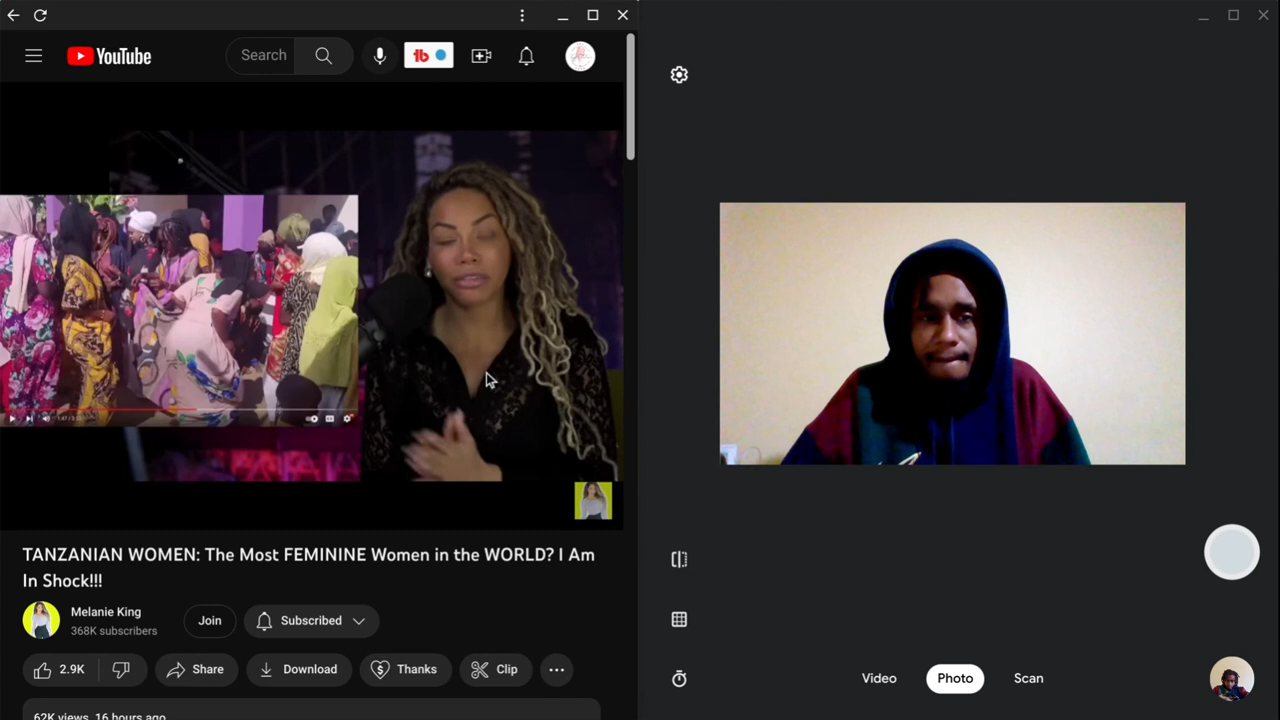 YouTube
Search
tb
TANZANIAN WOMEN: The Most FEMININE Women in the WORLD? I Am
In Shock!!!
Melanie King
368K subscribers
Join
Subscribed
2.9K
Share
Download
Thanks
Clip
62K views 16 hours ago
Video
Photo
Scan